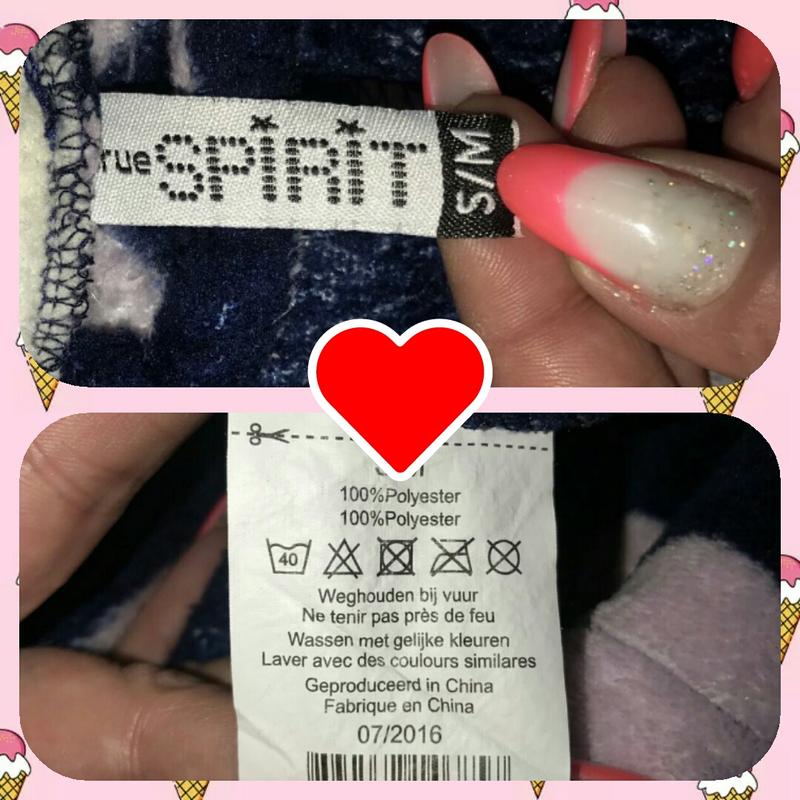 rueSPiRiT S/M
100%Polyester
100%Polyester
40
Weghouden bij vuur
Ne tenir pas près de feu
Wassen met gelijke kleuren
Laver avec des coulours similares
Geproduceerd in China
Fabrique en China
07/2016